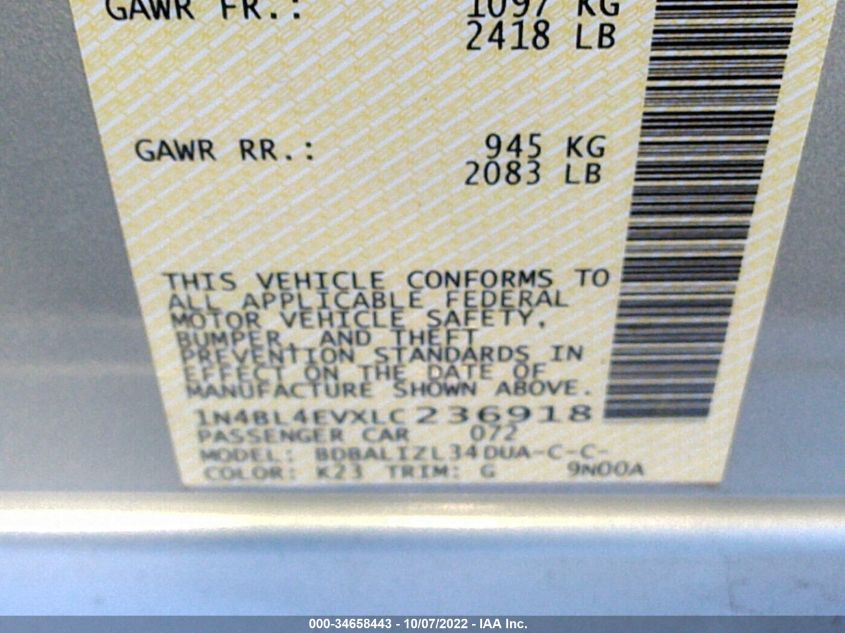 GAWR FR.: 1097 KG
2418 LB
GAWR RR.: 945 KG
2083 LB
THIS VEHICLE CONFORMS TO
ALL APPLICABLE FEDERAL
MOTOR VEHICLE SAFETY,
BUMPER, AND THEFT
PREVENTION STANDARDS IN
EFFECT ON THE DATE OF
MANUFACTURE SHOWN ABOVE.
1N4BL4EVXLC236918
PASSENGER CAR 072
MODEL: BDBALIZL34DUA-C-C-
COLOR: K23 TRIM: G 9N00A
000-34658443 - 10/07/2022 - IAA Inc.